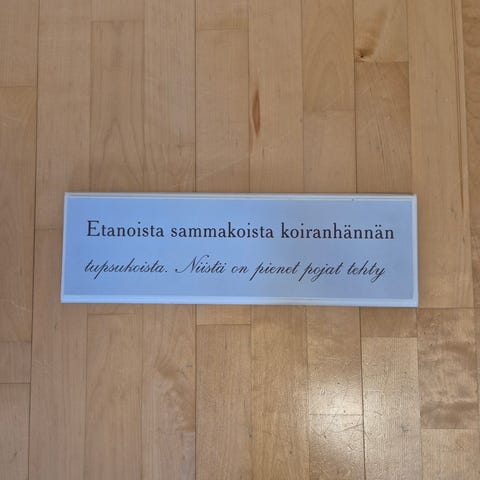 Etanoista sammakoista koiranhännän
tupsukoista. Niistä on pienet pojat tehty